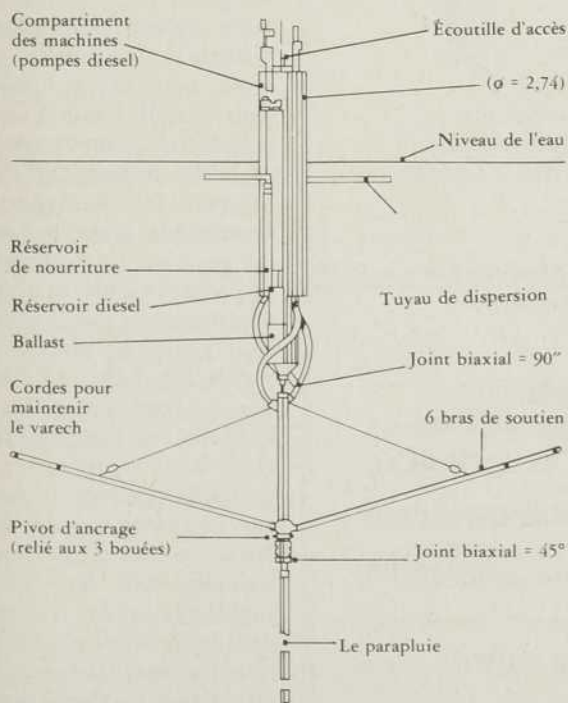 Compartiment
des machines
(pompes diesel)
Écoutille d'accès
(σ = 2,74)
Niveau de l'eau
Réservoir
de nourriture
Réservoir diesel
Tuyau de dispersion
Ballast
Joint biaxial = 90″
Cordes pour
maintenir
le varech
6 bras de soutien
Pivot d'ancrage
(relié aux 3 bouées)
Joint biaxial = 45°
Le parapluie